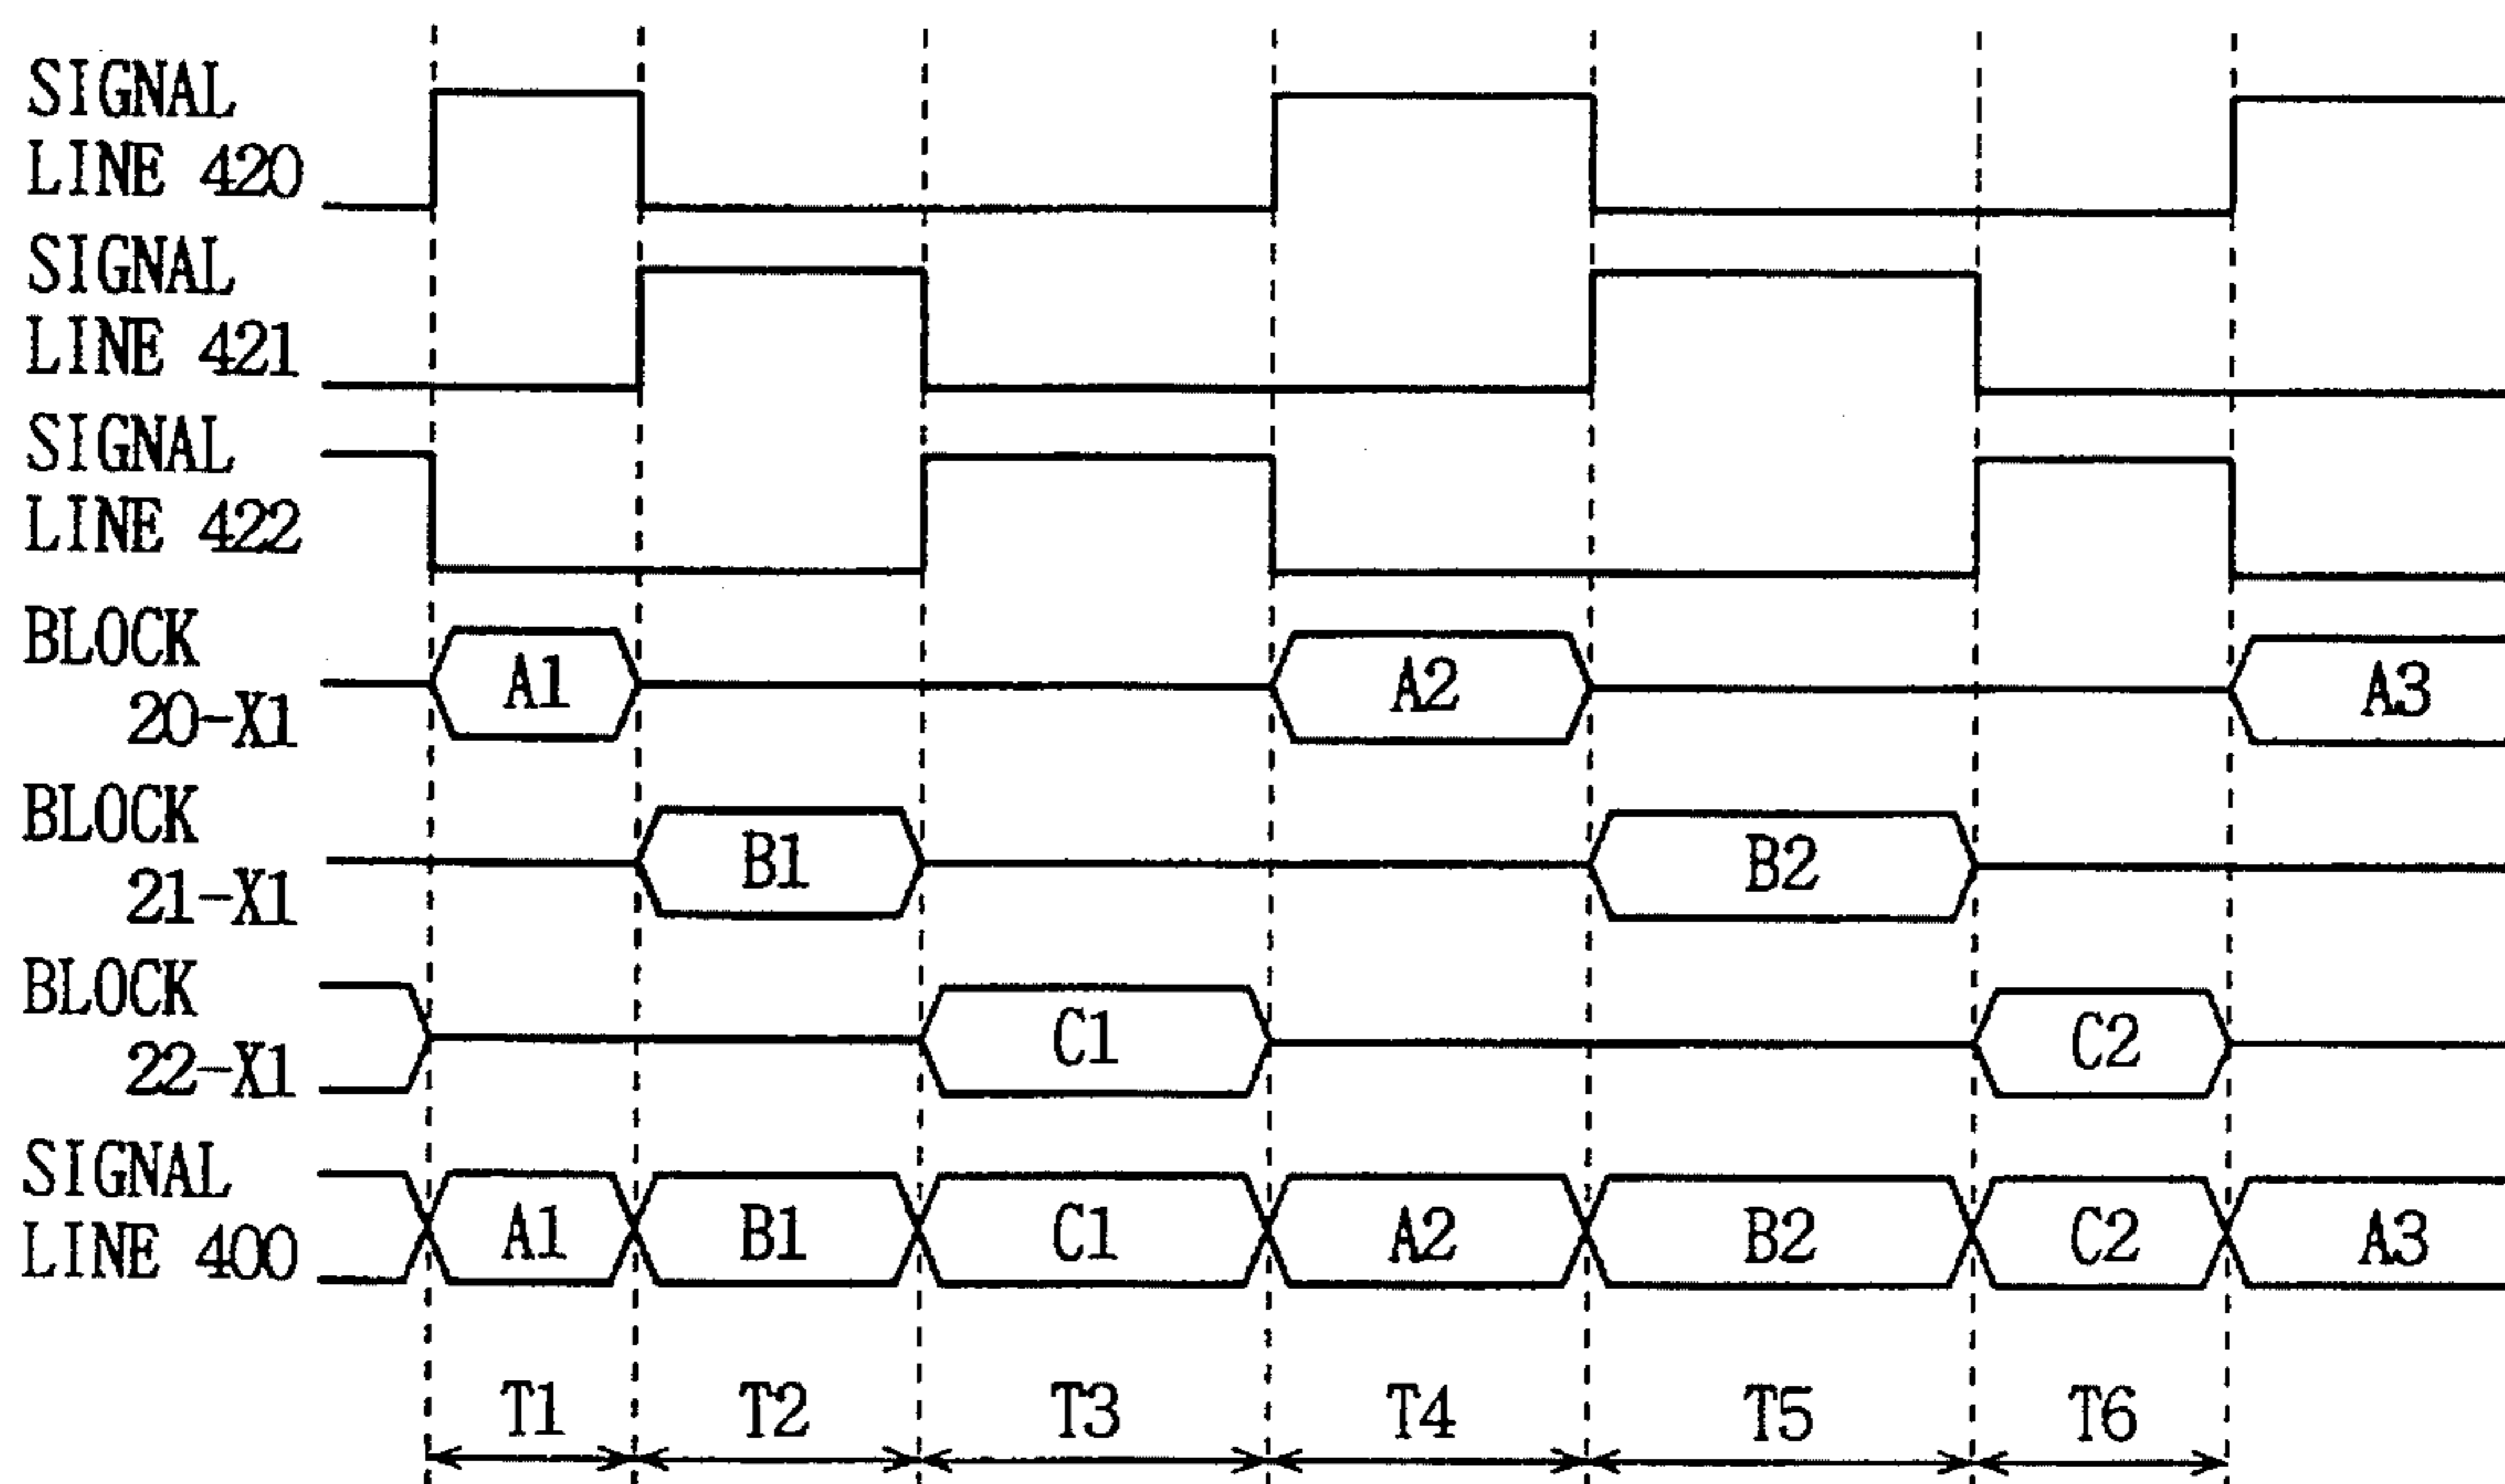 SIGNAL
LINE 420
SIGNAL
LINE 421
SIGNAL
LINE 422
BLOCK
20-X1
A1
A2
A3
BLOCK
21-X1
B1
B2
BLOCK
22-X1
C1
C2
SIGNAL
LINE 400
A1
B1
C1
A2
B2
C2
A3
T1
T2
T3
T4
T5
T6